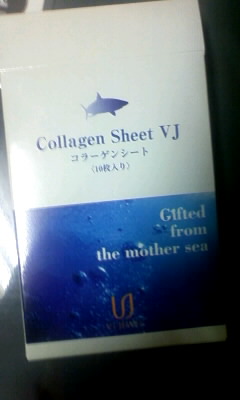 Collagen Sheet VJ
コラーゲンシート
〈10枚入り〉
Gifted
from
the mother sea